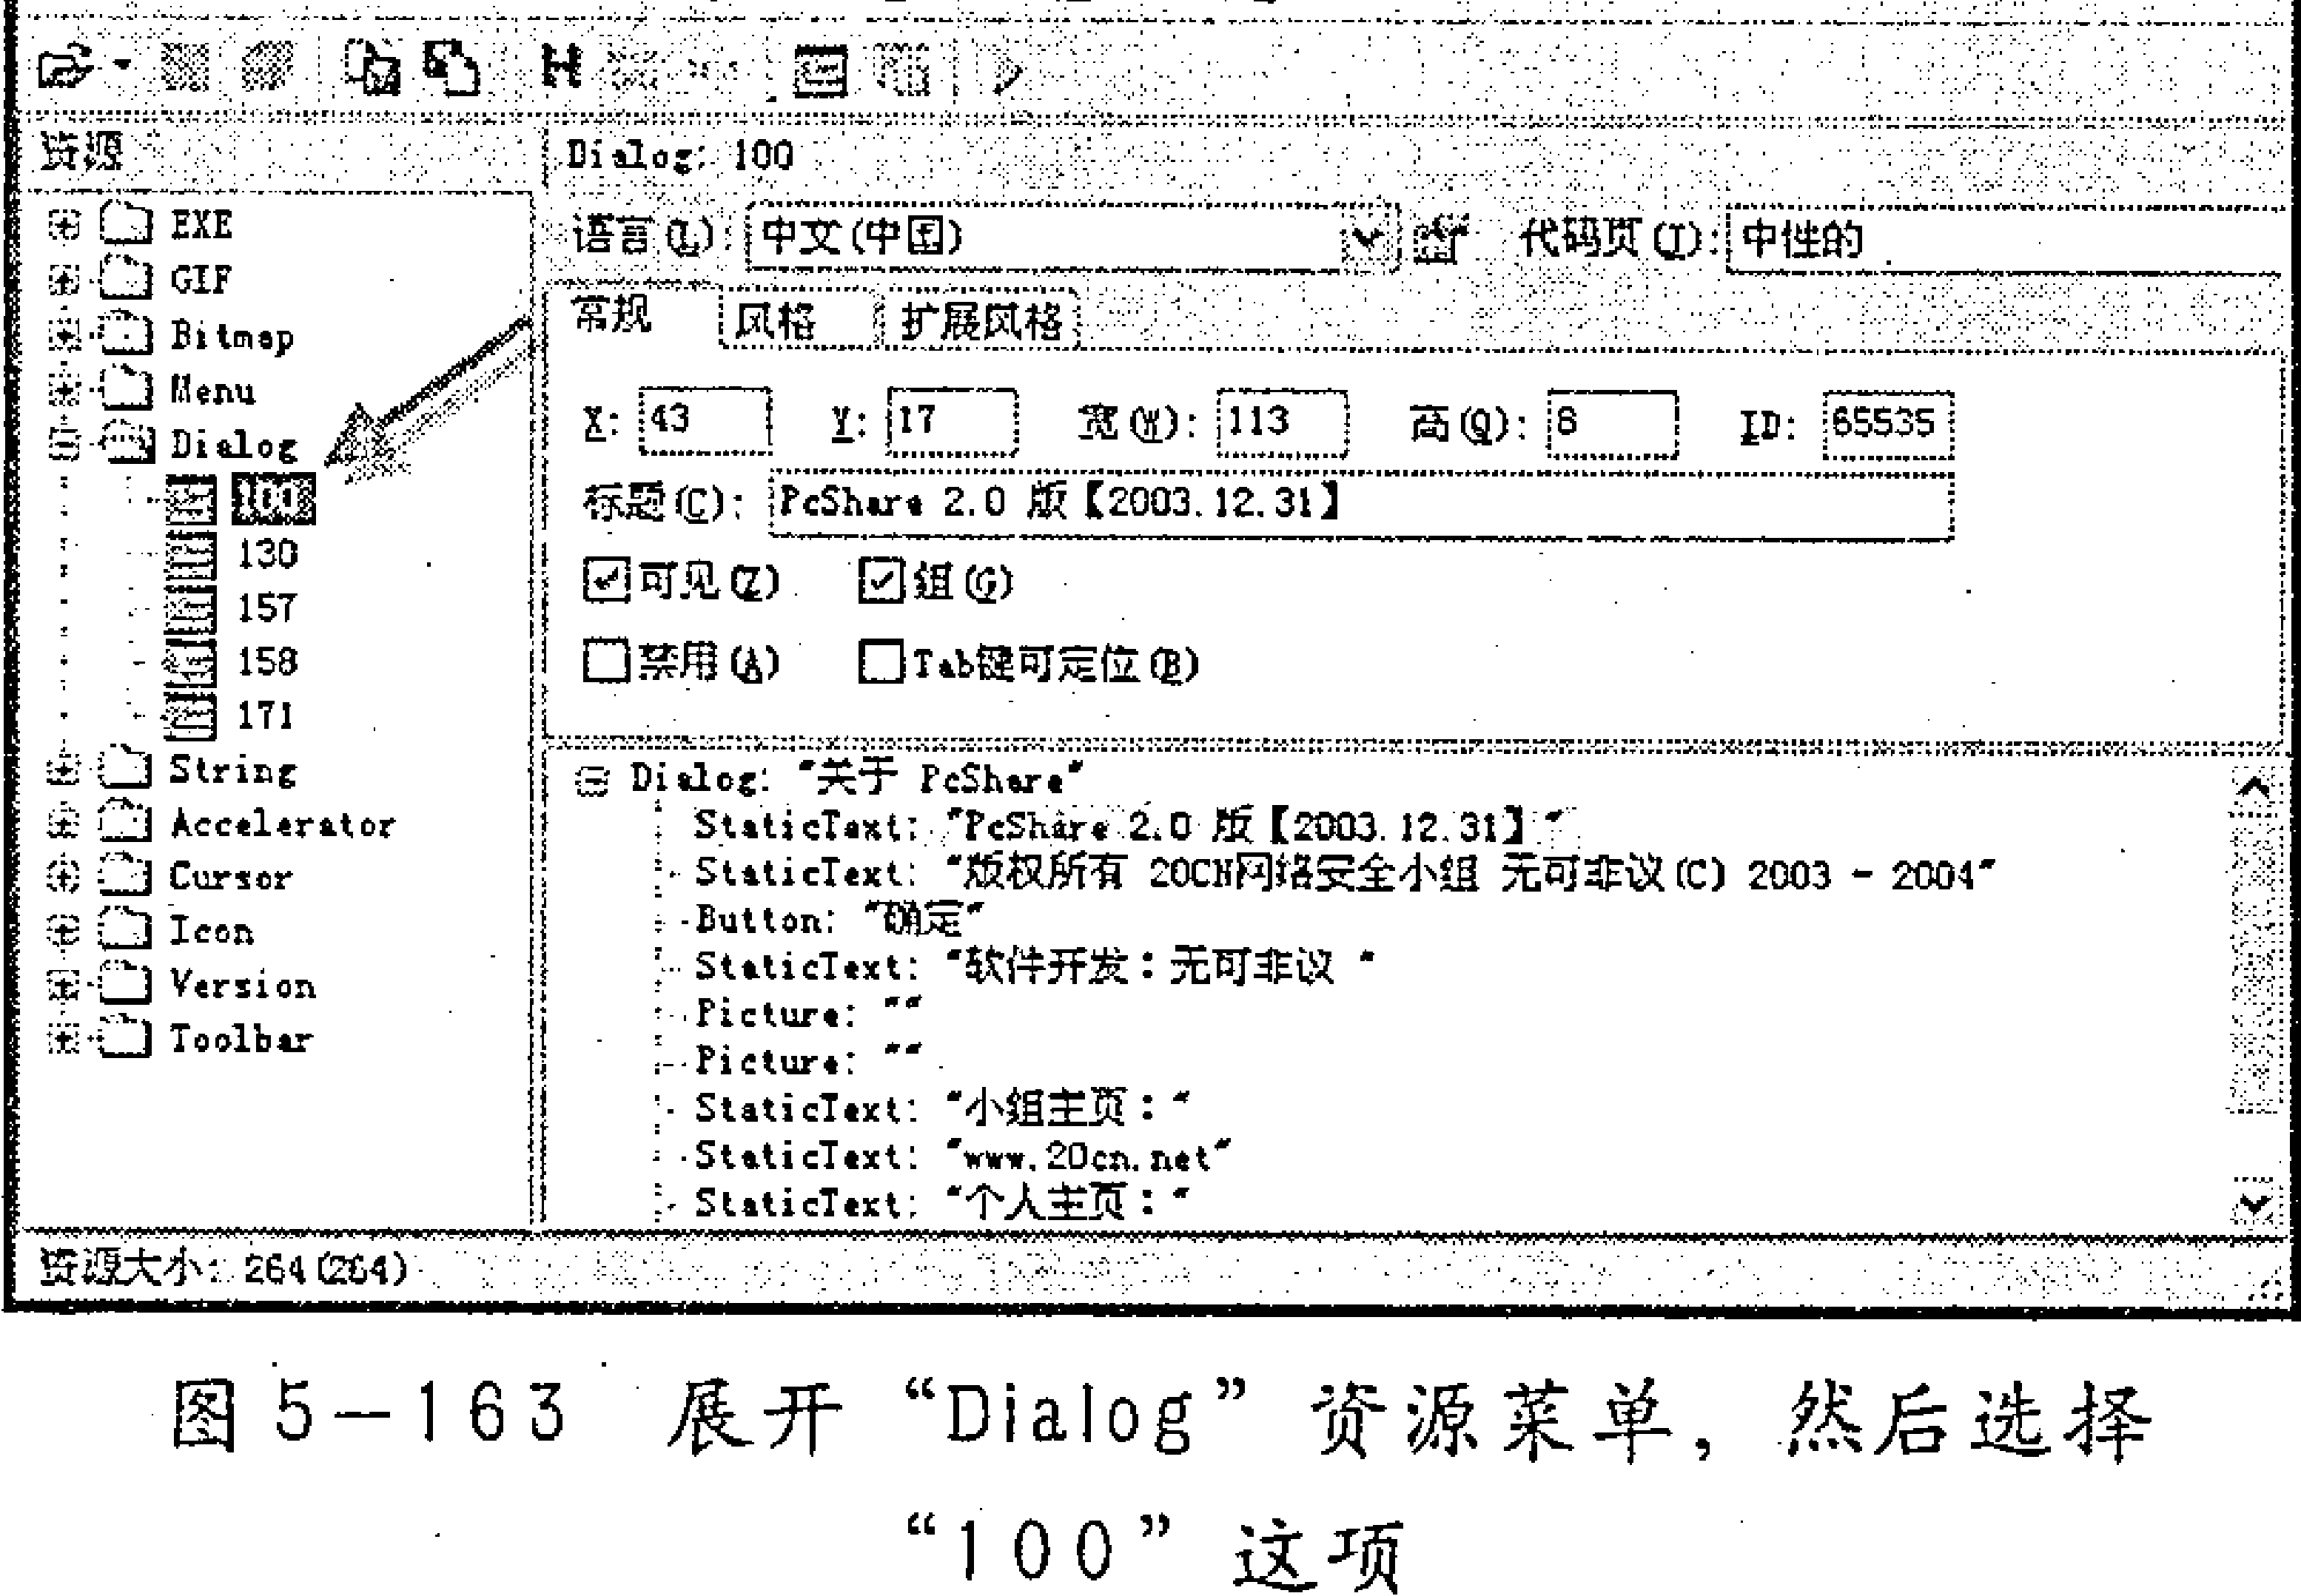 资源
Dialog: 100
EXE
GIF
Bitmap
Menu
Dialog
100
130
157
158
171
String
Accelerator
Cursor
Icon
Version
Toolbar
语言(L): 中文(中国) 代码页(I): 中性的
常规 风格 扩展风格
X: 43 Y: 17 宽(W): 113 高(Q): 8 ID: 65535
标题(C): PcShare 2.0 版【2003.12.31】
可见(Z) 组(G)
禁用(A) Tab键可定位(B)
Dialog: "关于 PcShare"
StaticText: "PcShare 2.0 版【2003.12.31】"
StaticText: "版权所有 20CN网络安全小组 无可非议(C) 2003 - 2004"
Button: "确定"
StaticText: "软件开发：无可非议 "
Picture: ""
Picture: ""
StaticText: "小组主页："
StaticText: "www.20cn.net"
StaticText: "个人主页："
资源大小: 264(264)
图5-163 展开“Dialog”资源菜单，然后选择
“100”这项